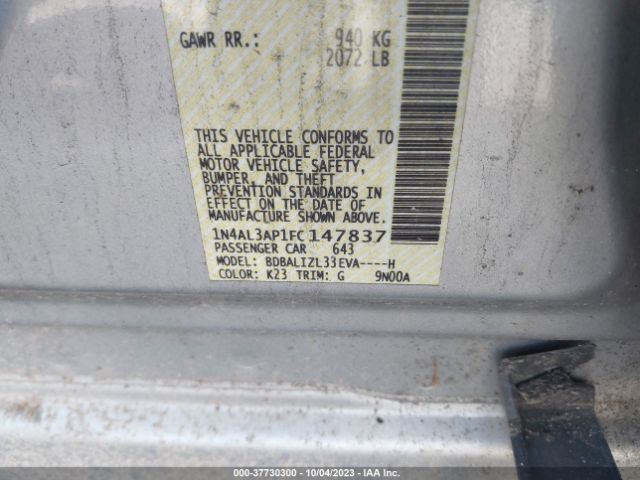 GAWR RR.: 940 KG
2072 LB
THIS VEHICLE CONFORMS TO
ALL APPLICABLE FEDERAL
MOTOR VEHICLE SAFETY,
BUMPER, AND THEFT
PREVENTION STANDARDS IN
EFFECT ON THE DATE OF
MANUFACTURE SHOWN ABOVE.
1N4AL3AP1FC147837
PASSENGER CAR 643
MODEL: BDBALIZL33EVA----H
COLOR: K23 TRIM: G 9N00A
000-37730300 - 10/04/2023 - IAA Inc.